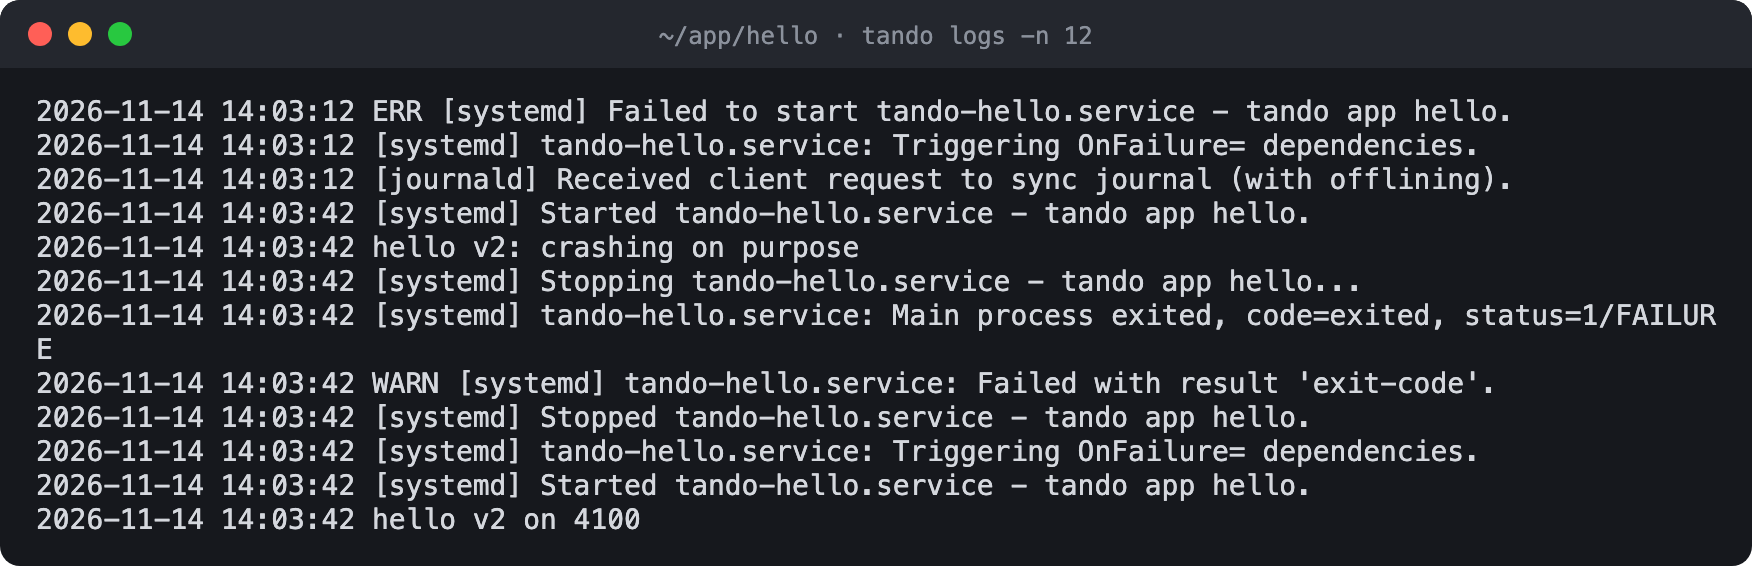 ~/app/hello · tando logs -n 12
2026-11-14 14:03:12 ERR [systemd] Failed to start tando-hello.service - tando app hello.
2026-11-14 14:03:12 [systemd] tando-hello.service: Triggering OnFailure= dependencies.
2026-11-14 14:03:12 [journald] Received client request to sync journal (with offlining).
2026-11-14 14:03:42 [systemd] Started tando-hello.service - tando app hello.
2026-11-14 14:03:42 hello v2: crashing on purpose
2026-11-14 14:03:42 [systemd] Stopping tando-hello.service - tando app hello...
2026-11-14 14:03:42 [systemd] tando-hello.service: Main process exited, code=exited, status=1/FAILUR
E
2026-11-14 14:03:42 WARN [systemd] tando-hello.service: Failed with result 'exit-code'.
2026-11-14 14:03:42 [systemd] Stopped tando-hello.service - tando app hello.
2026-11-14 14:03:42 [systemd] tando-hello.service: Triggering OnFailure= dependencies.
2026-11-14 14:03:42 [systemd] Started tando-hello.service - tando app hello.
2026-11-14 14:03:42 hello v2 on 4100